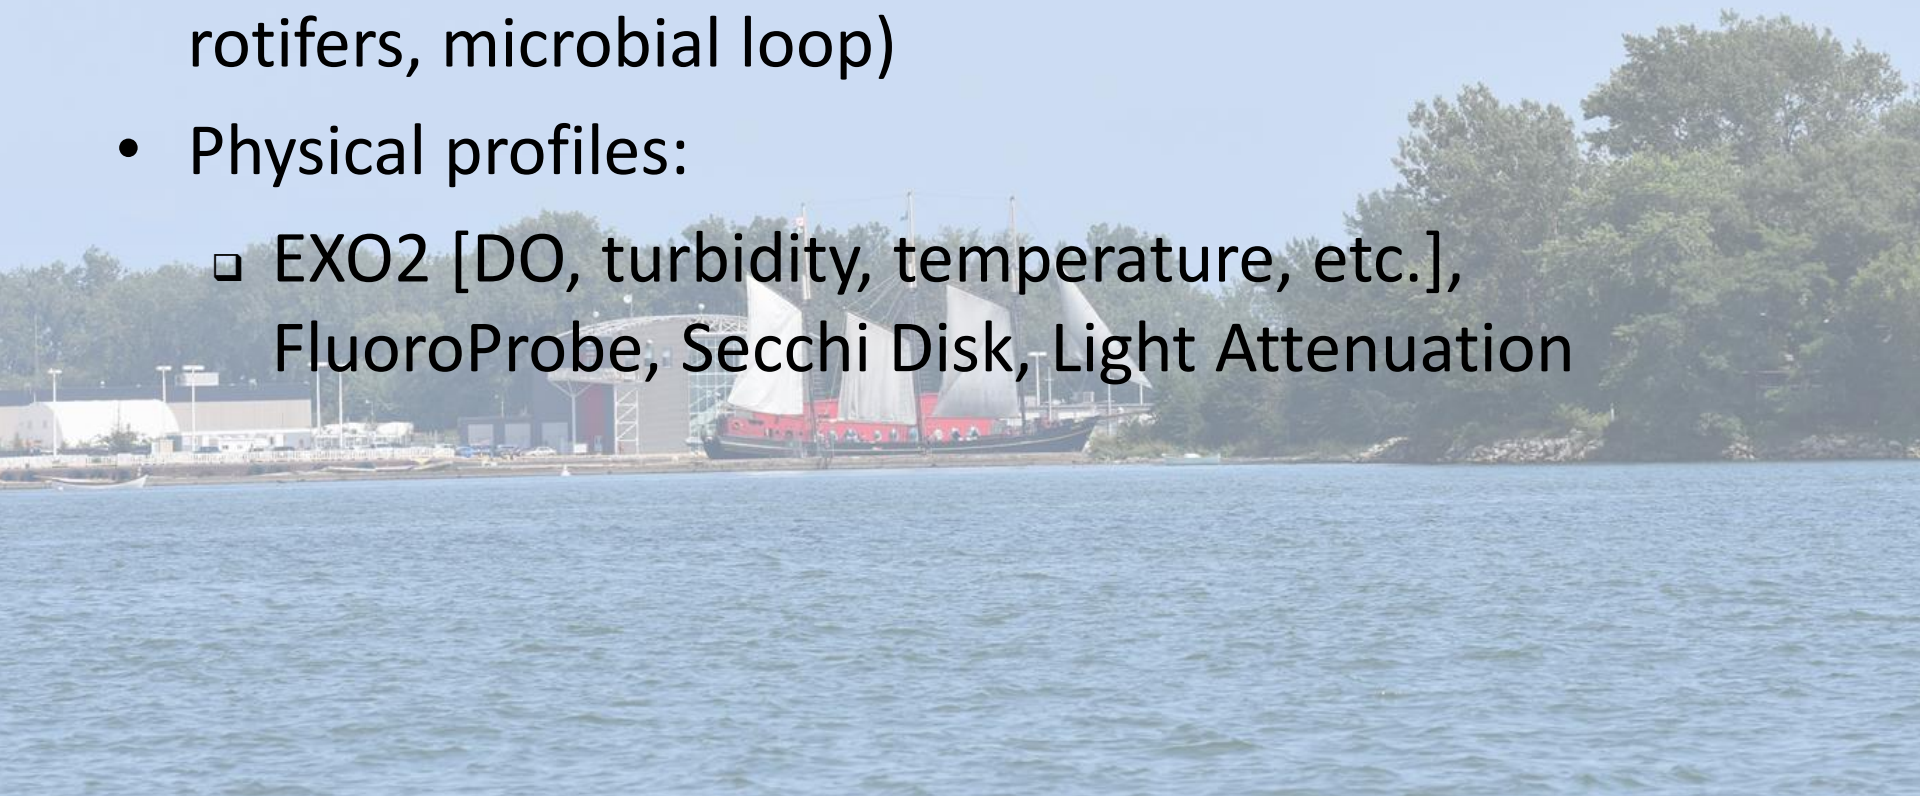 rotifers, microbial loop)
• Physical profiles:
❑ EXO2 [DO, turbidity, temperature, etc.],
FluoroProbe, Secchi Disk, Light Attenuation